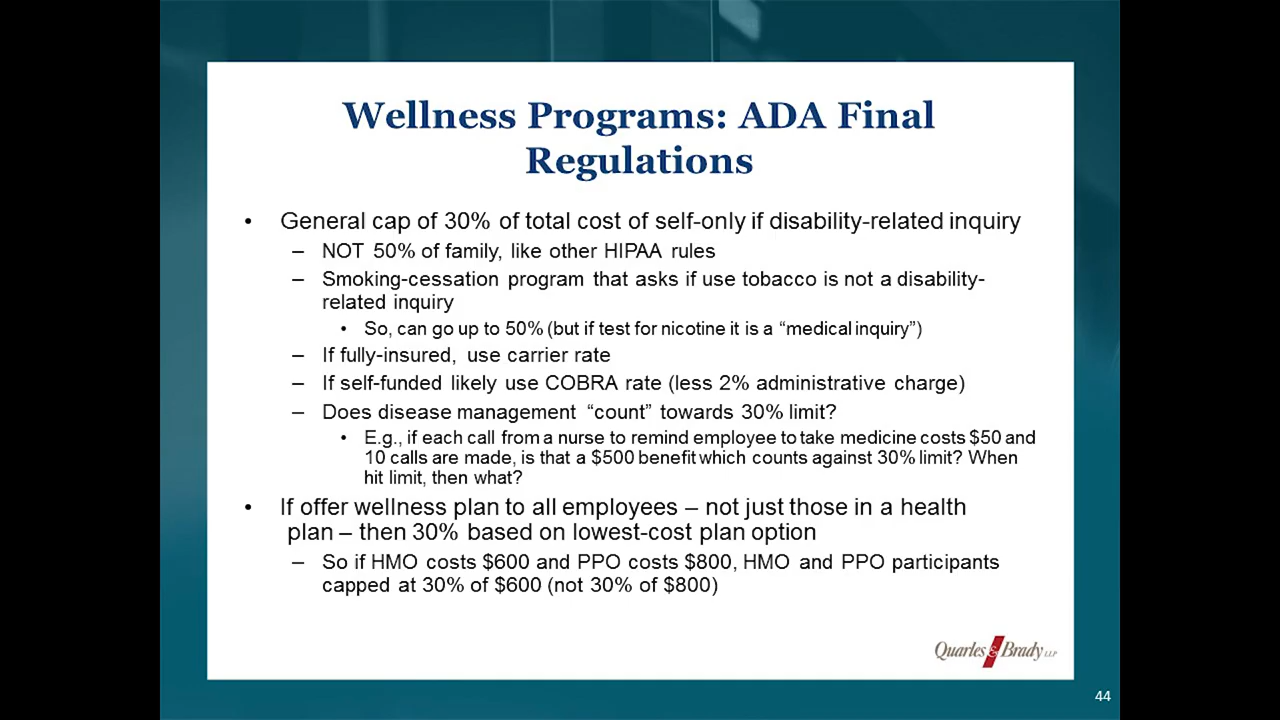 Wellness Programs: ADA Final
Regulations
• General cap of 30% of total cost of self-only if disability-related inquiry
– NOT 50% of family, like other HIPAA rules
– Smoking-cessation program that asks if use tobacco is not a disability-
related inquiry
• So, can go up to 50% (but if test for nicotine it is a “medical inquiry”)
– If fully-insured, use carrier rate
– If self-funded likely use COBRA rate (less 2% administrative charge)
– Does disease management “count” towards 30% limit?
• E.g., if each call from a nurse to remind employee to take medicine costs $50 and
10 calls are made, is that a $500 benefit which counts against 30% limit? When
hit limit, then what?
• If offer wellness plan to all employees – not just those in a health
plan – then 30% based on lowest-cost plan option
– So if HMO costs $600 and PPO costs $800, HMO and PPO participants
capped at 30% of $600 (not 30% of $800)
Quarles & Brady LLP
44